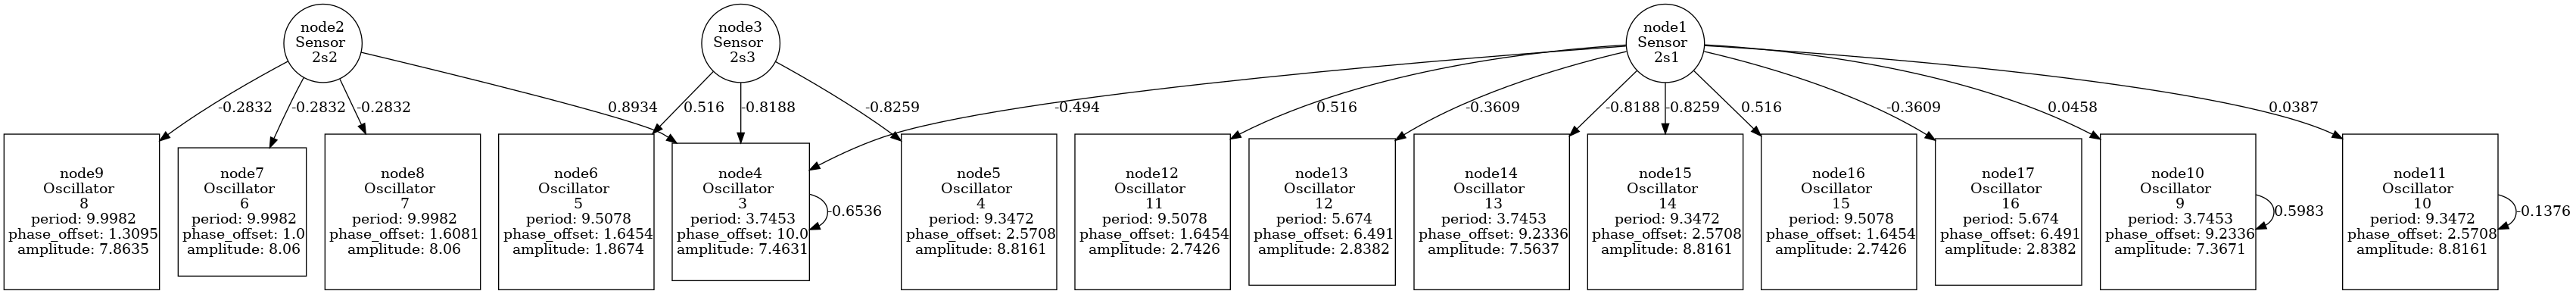 node2
Sensor
2s2
node3
Sensor
2s3
node1
Sensor
2s1
-0.2832
-0.2832
-0.2832
0.8934
0.516
-0.8188
-0.8259
-0.494
0.516
-0.3609
-0.8188
-0.8259
0.516
-0.3609
0.0458
0.0387
node9
Oscillator
8
period: 9.9982
phase_offset: 1.3095
amplitude: 7.8635
node7
Oscillator
6
period: 9.9982
phase_offset: 1.0
amplitude: 8.06
node8
Oscillator
7
period: 9.9982
phase_offset: 1.6081
amplitude: 8.06
node6
Oscillator
5
period: 9.5078
phase_offset: 1.6454
amplitude: 1.8674
node4
Oscillator
3
period: 3.7453
phase_offset: 10.0
amplitude: 7.4631
-0.6536
node5
Oscillator
4
period: 9.3472
phase_offset: 2.5708
amplitude: 8.8161
node12
Oscillator
11
period: 9.5078
phase_offset: 1.6454
amplitude: 2.7426
node13
Oscillator
12
period: 5.674
phase_offset: 6.491
amplitude: 2.8382
node14
Oscillator
13
period: 3.7453
phase_offset: 9.2336
amplitude: 7.5637
node15
Oscillator
14
period: 9.3472
phase_offset: 2.5708
amplitude: 8.8161
node16
Oscillator
15
period: 9.5078
phase_offset: 1.6454
amplitude: 2.7426
node17
Oscillator
16
period: 5.674
phase_offset: 6.491
amplitude: 2.8382
node10
Oscillator
9
period: 3.7453
phase_offset: 9.2336
amplitude: 7.3671
0.5983
node11
Oscillator
10
period: 9.3472
phase_offset: 2.5708
amplitude: 8.8161
-0.1376